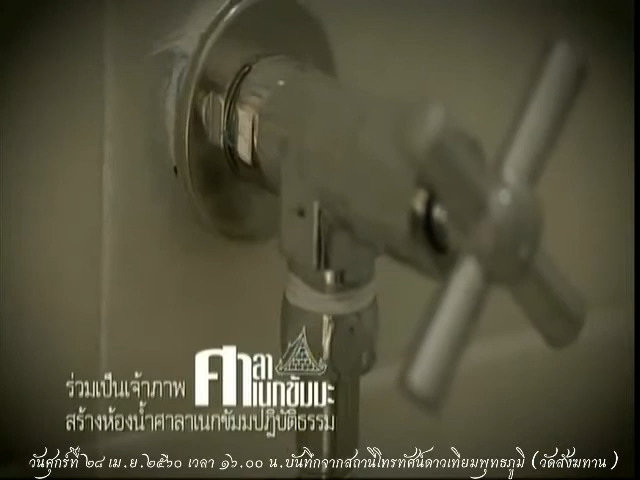 ร่วมเป็นเจ้าภาพ ศาลาเนกขัมมะ
สร้างห้องน้ำศาลาเนกขัมมปฏิบัติธรรม
วันศุกร์ที่ ๒๘ เม.ย.๒๕๖๐ เวลา ๑๖.๐๐ น.บันทึกจากสถานีโทรทัศน์ดาวเทียมพุทธภูมิ (วัดสังฆทาน)